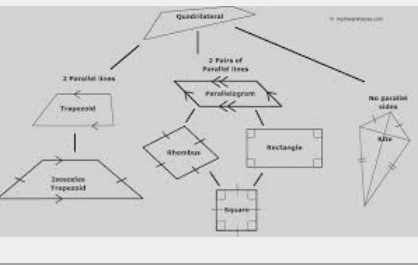 Quadrilateral
2 Pairs of
Parallel lines
2 Parallel lines
Parallelogram
No parallel
sides
Trapezoid
Kite
Rhombus
Rectangle
Isosceles
Trapezoid
Square